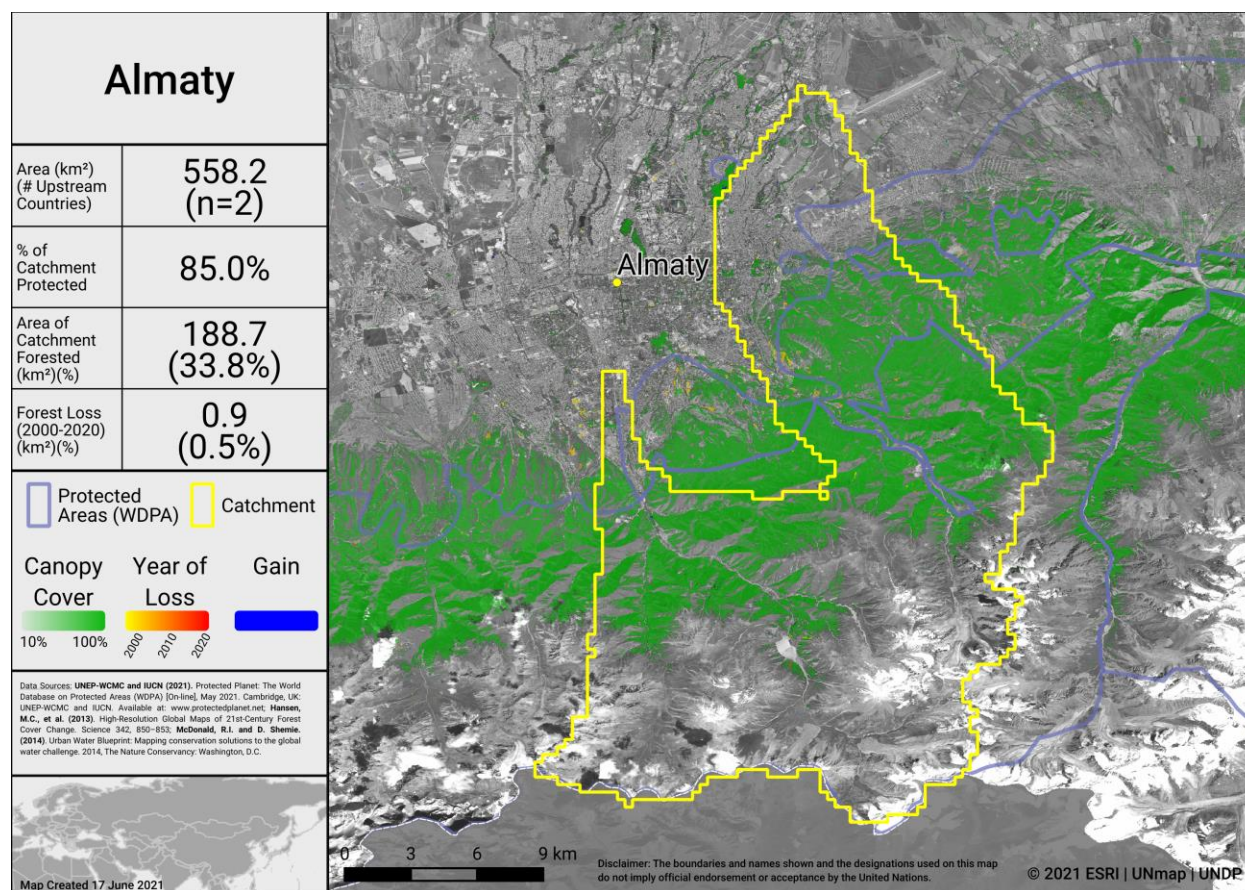 Almaty
Area (km²)
(# Upstream
Countries)
558.2
(n=2)
% of
Catchment
Protected
85.0%
Area of
Catchment
Forested
(km²)(%)
188.7
(33.8%)
Forest Loss
(2000-2020)
(km²)(%)
0.9
(0.5%)
Protected
Areas (WDPA)
Catchment
Canopy
Cover
10% 100%
Year of
Loss
2000 2010 2020
Gain
Data Sources: UNEP-WCMC and IUCN (2021). Protected Planet: The World
Database on Protected Areas (WDPA) [On-line], May 2021. Cambridge, UK:
UNEP-WCMC and IUCN. Available at: www.protectedplanet.net; Hansen,
M.C., et al. (2013). High-Resolution Global Maps of 21st-Century Forest
Cover Change. Science 342, 850–853; McDonald, R.I. and D. Shemie.
(2014). Urban Water Blueprint: Mapping conservation solutions to the global
water challenge. 2014, The Nature Conservancy: Washington, D.C.
Map Created 17 June 2021
Almaty
0 3 6 9 km
Disclaimer: The boundaries and names shown and the designations used on this map
do not imply official endorsement or acceptance by the United Nations.
© 2021 ESRI | UNmap | UNDP